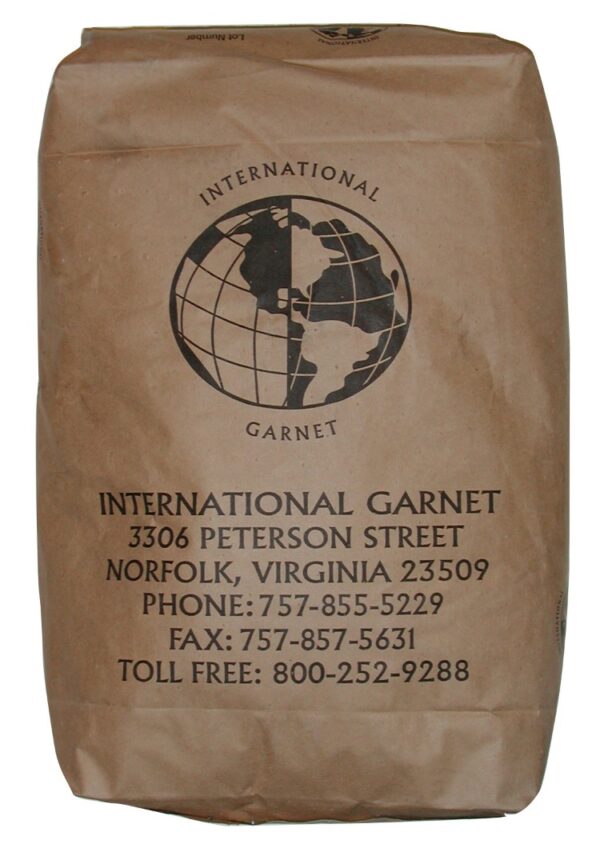 Lot Number
INTERNATIONAL
INTERNATIONAL
GARNET
INTERNATIONAL GARNET
3306 PETERSON STREET
NORFOLK, VIRGINIA 23509
PHONE: 757-855-5229
FAX: 757-857-5631
TOLL FREE: 800-252-9288